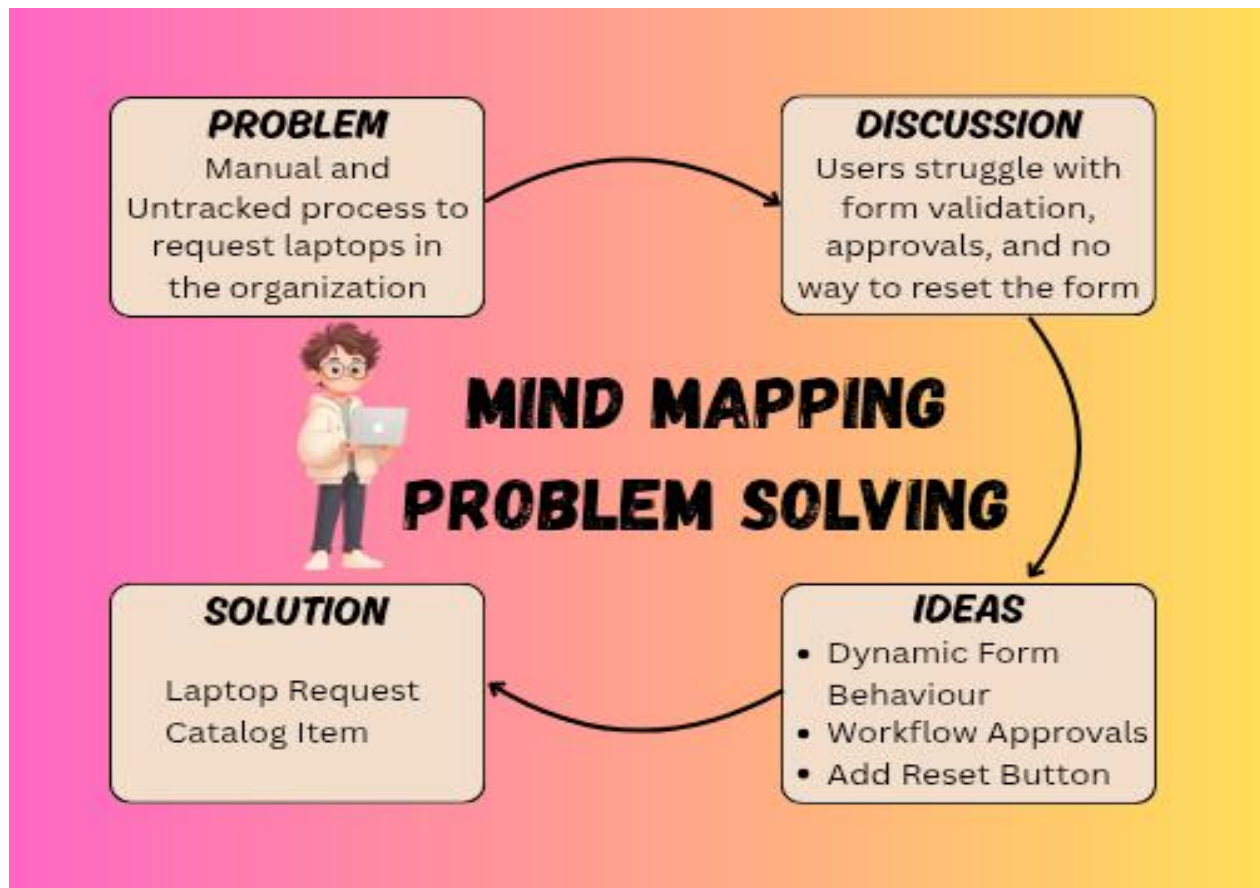 PROBLEM
Manual and
Untracked process to
request laptops in
the organization
DISCUSSION
Users struggle with
form validation,
approvals, and no
way to reset the form
MIND MAPPING
PROBLEM SOLVING
SOLUTION
Laptop Request
Catalog Item
IDEAS
• Dynamic Form
Behaviour
• Workflow Approvals
• Add Reset Button